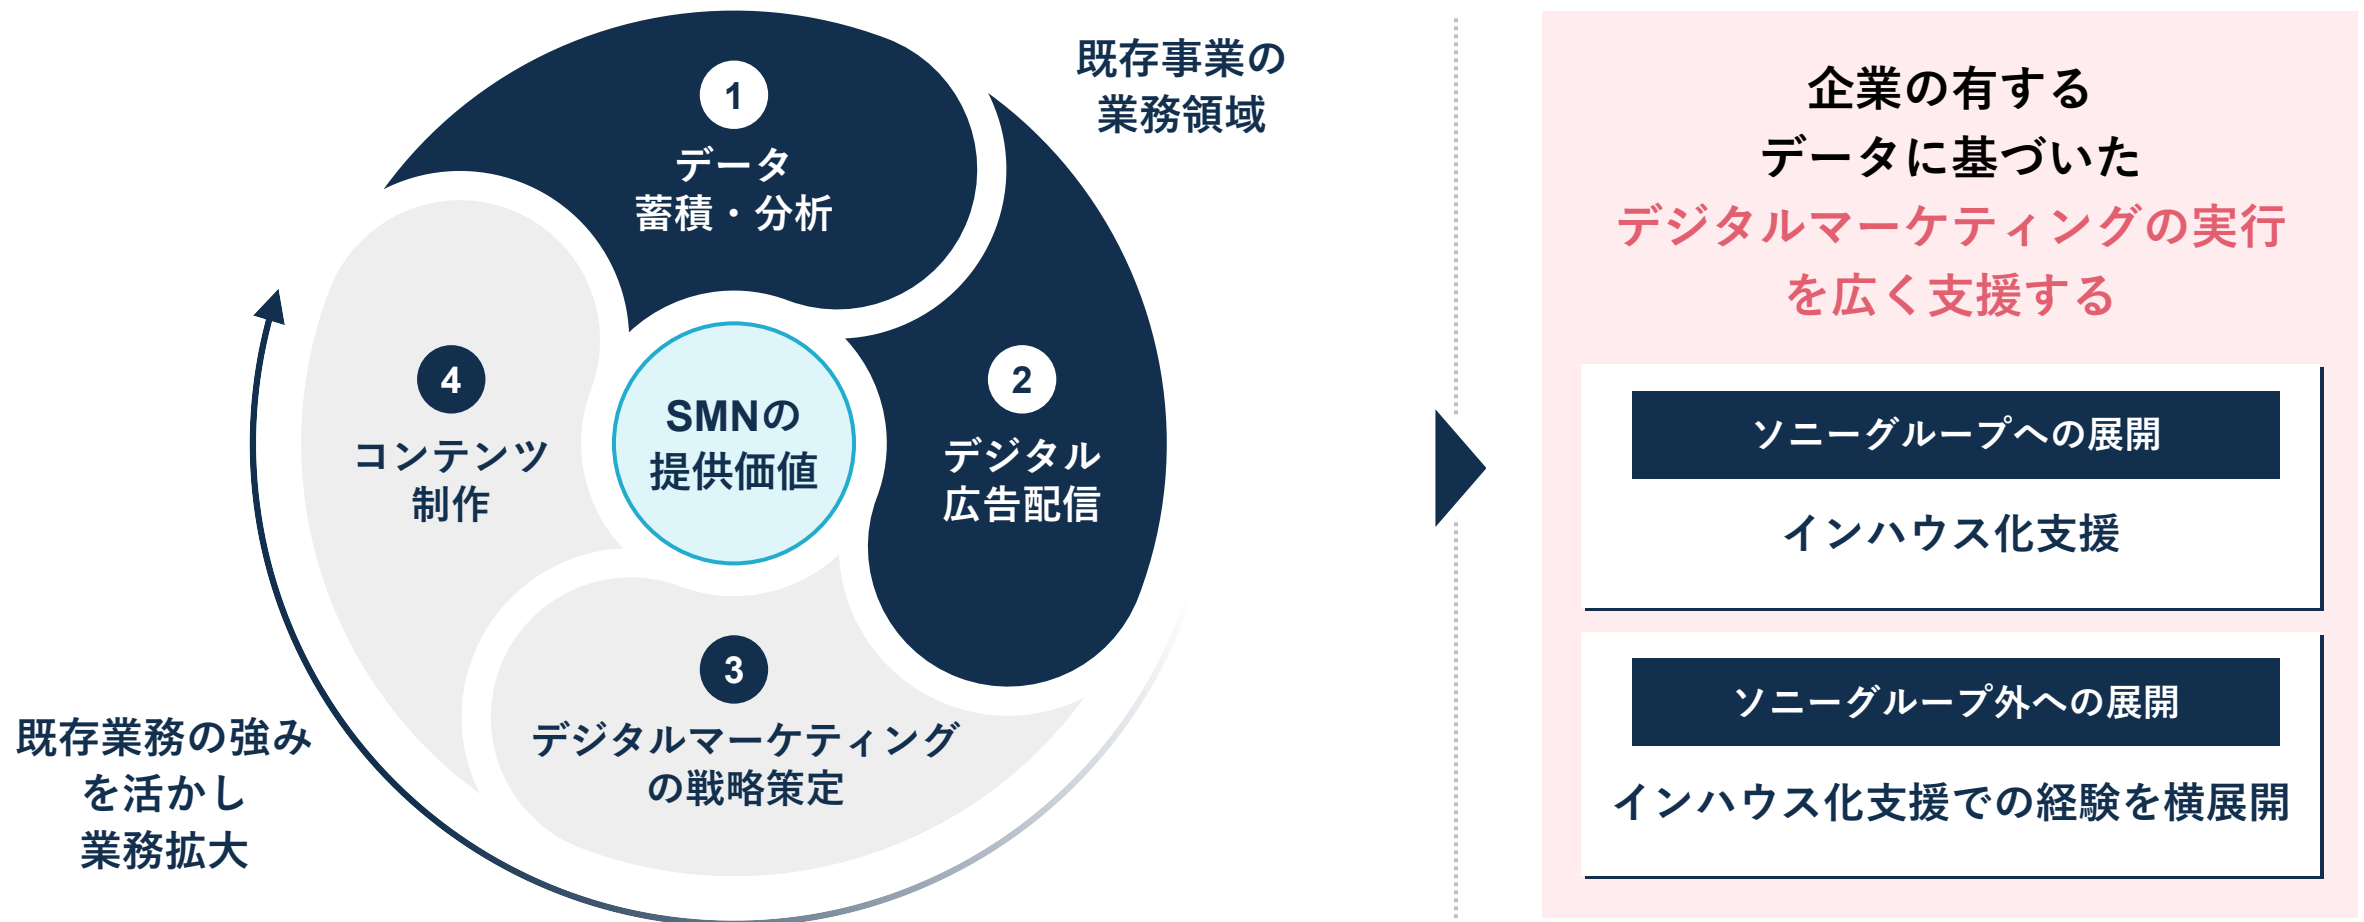 既存事業の
業務領域
1
データ
蓄積・分析
2
デジタル
広告配信
SMNの
提供価値
4
コンテンツ
制作
3
デジタルマーケティング
の戦略策定
既存業務の強み
を活かし
業務拡大
企業の有する
データに基づいた
デジタルマーケティングの実行
を広く支援する
ソニーグループへの展開
インハウス化支援
ソニーグループ外への展開
インハウス化支援での経験を横展開